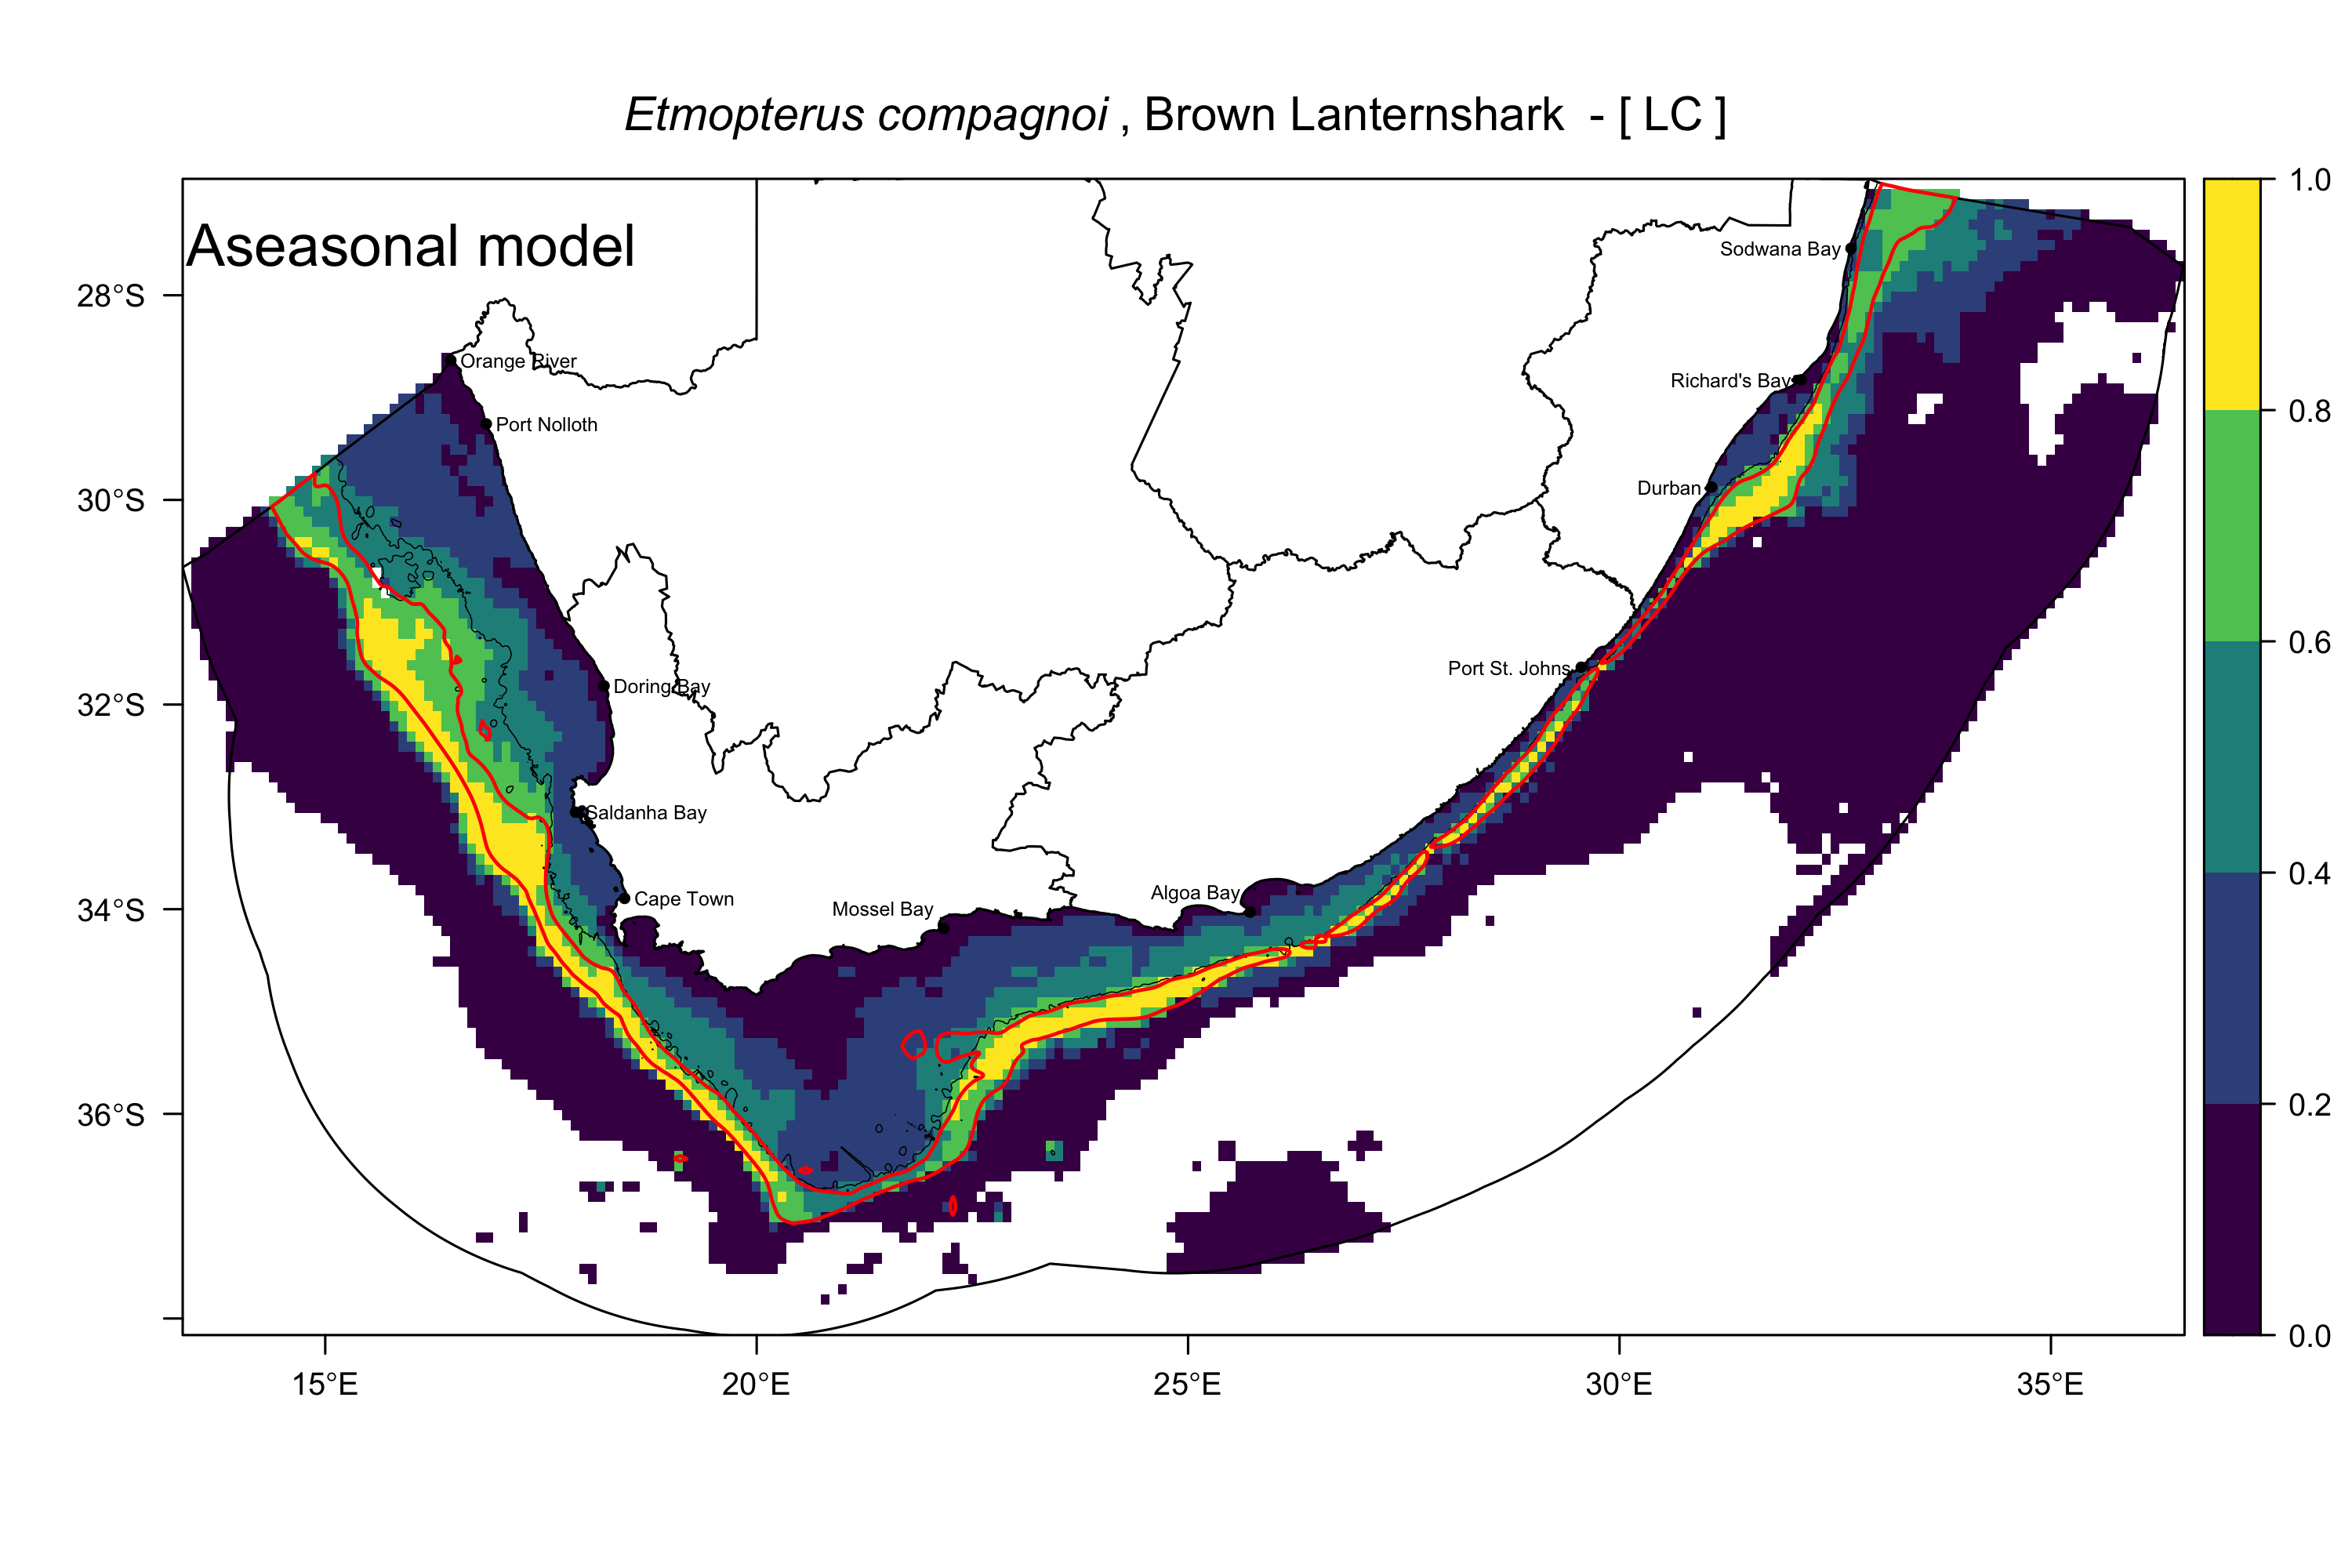 Etmopterus compagnoi , Brown Lanternshark - [ LC ]
Aseasonal model
1.0
0.8
0.6
0.4
0.2
0.0
28°S
30°S
32°S
34°S
36°S
15°E
20°E
25°E
30°E
35°E
Orange River
Port Nolloth
Doring Bay
Saldanha Bay
Cape Town
Mossel Bay
Algoa Bay
Port St. Johns
Durban
Richard's Bay
Sodwana Bay